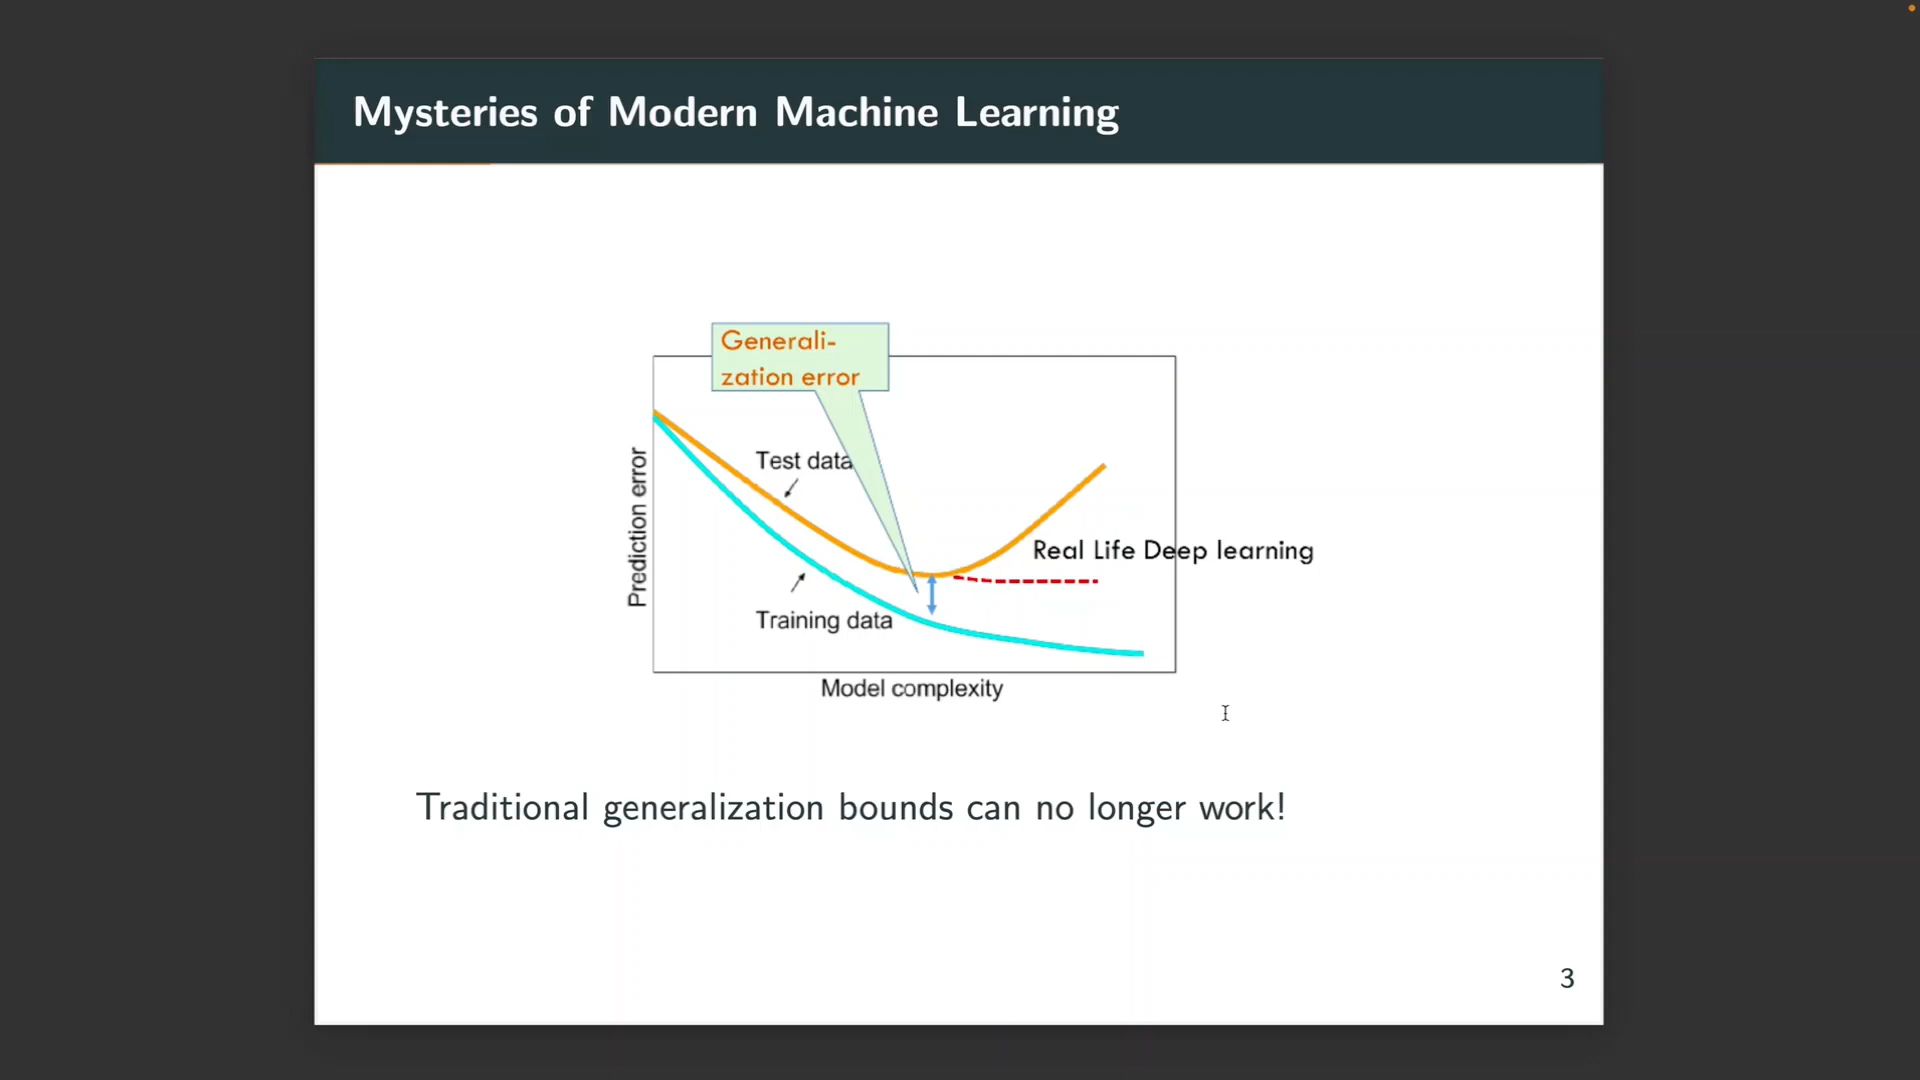 Mysteries of Modern Machine Learning
Generali-
zation error
Test data
Prediction error
Real Life Deep learning
Training data
Model complexity
Traditional generalization bounds can no longer work!
3